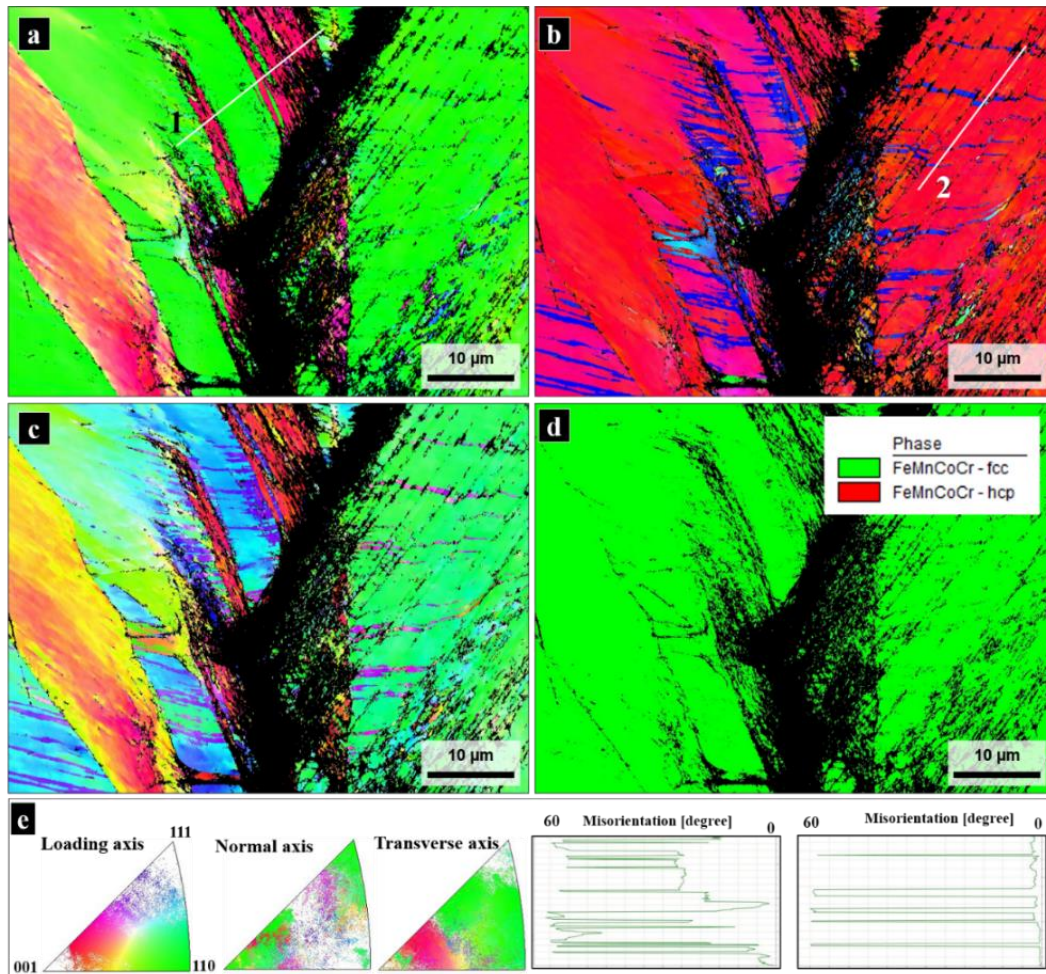 a
1
10 µm
b
2
10 µm
c
10 µm
d
Phase
FeMnCoCr - fcc
FeMnCoCr - hcp
10 µm
e
111
Loading axis
001
110
Normal axis
Transverse axis
60 Misorientation [degree] 0
60 Misorientation [degree] 0